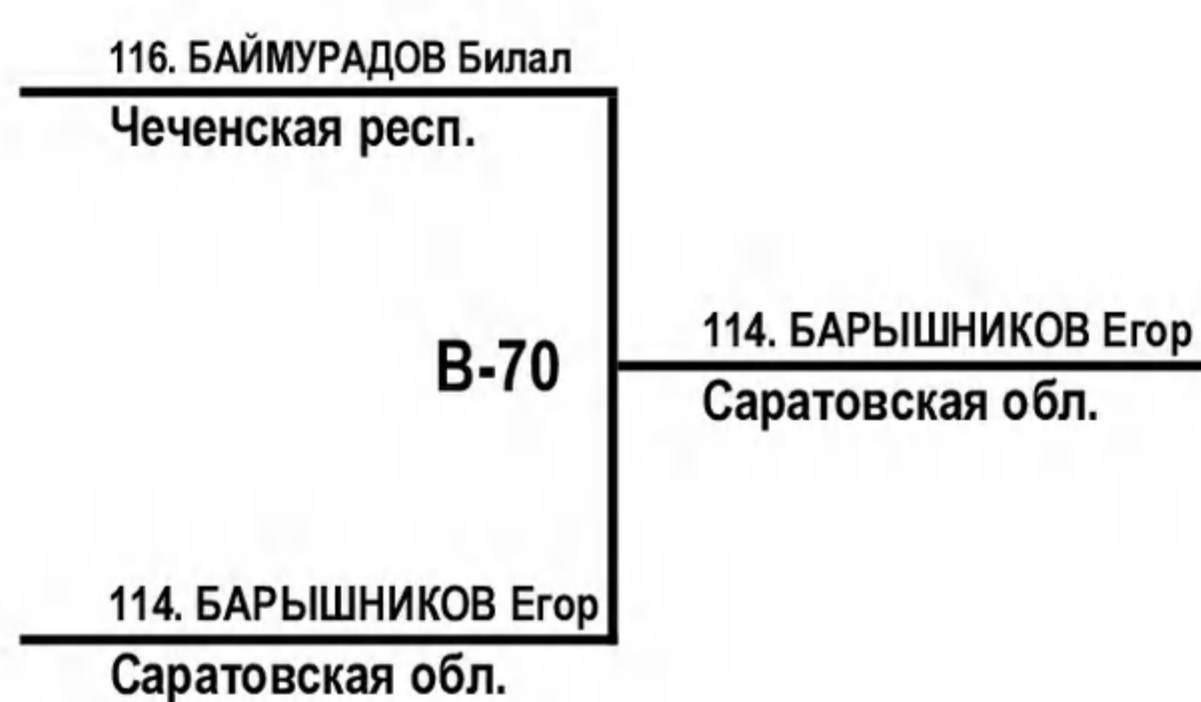 116. БАЙМУРАДОВ Билал
Чеченская респ.
B-70
114. БАРЫШНИКОВ Егор
Саратовская обл.
114. БАРЫШНИКОВ Егор
Саратовская обл.